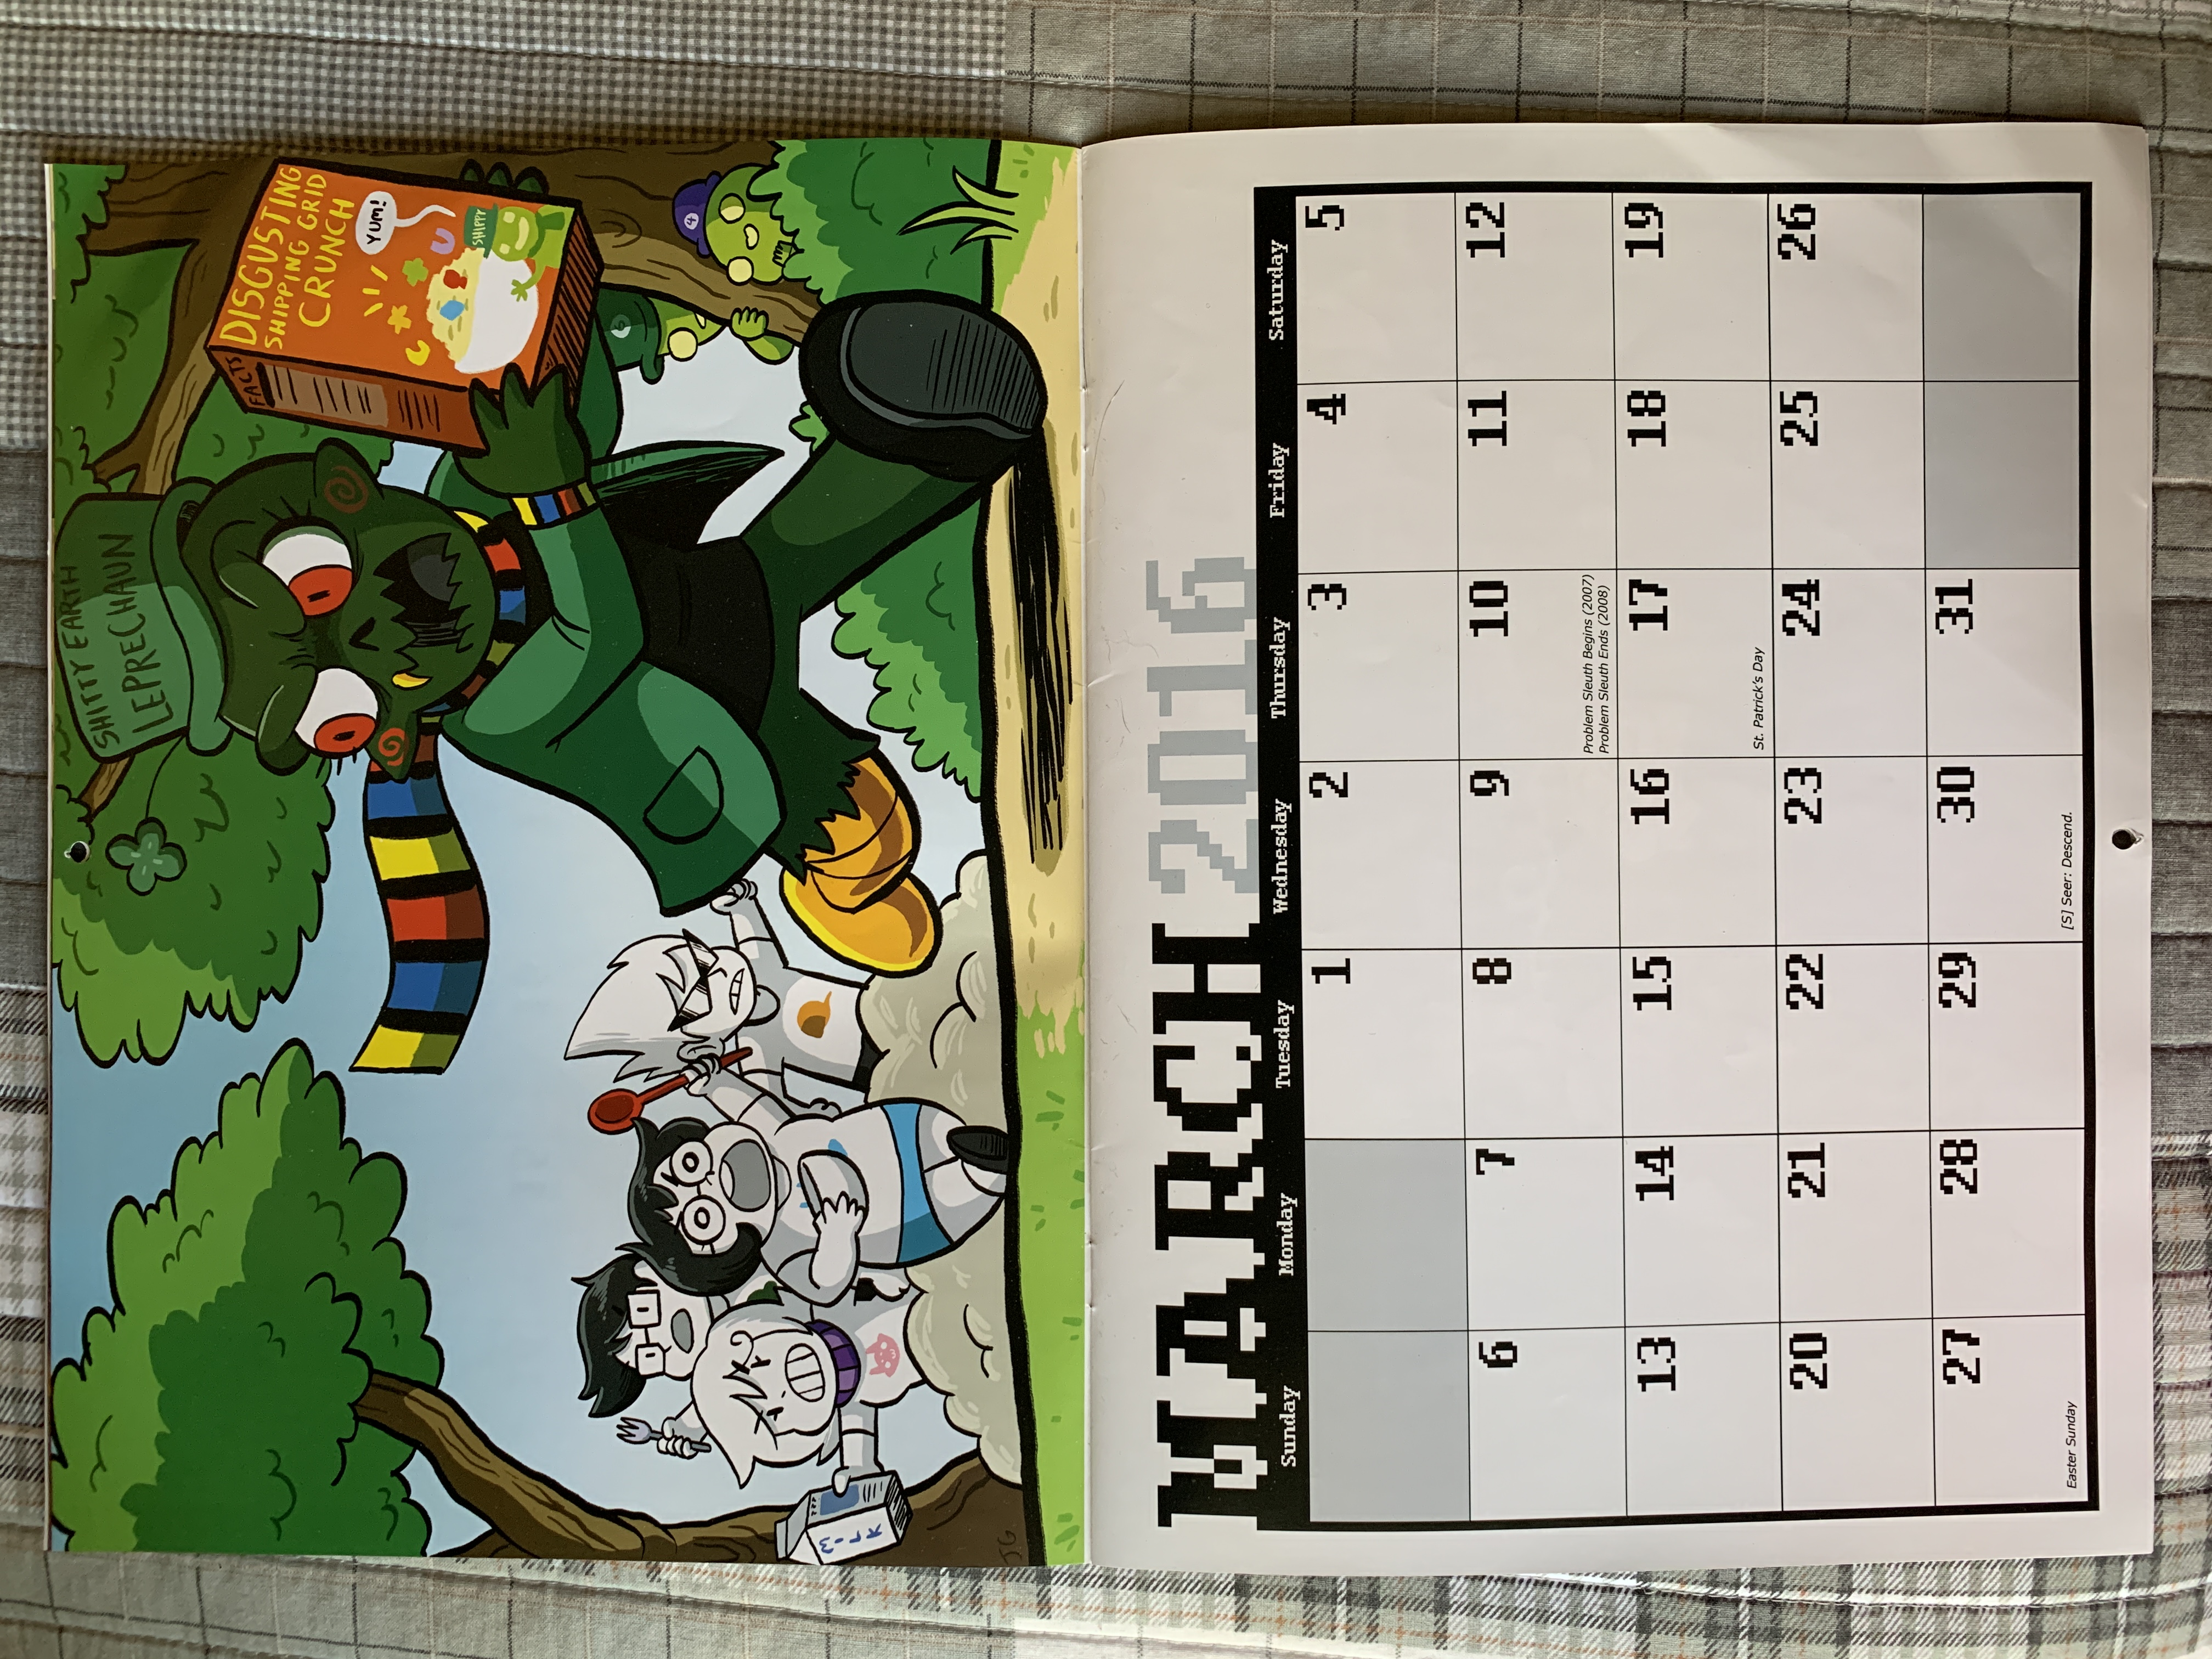 SHITTY EARTH
LEPRECHAUN
FACTS
DISGUSTING
SHIPPING GRID
CRUNCH
YUM!
SHIPPY
MILK
6
4
JG
MARCH 2016
Sunday Monday Tuesday Wednesday Thursday Friday Saturday
1 2 3 4 5
6 7 8 9 10 11 12
Problem Sleuth Begins (2007)
Problem Sleuth Ends (2008)
13 14 15 16 17 18 19
St. Patrick's Day
20 21 22 23 24 25 26
27 28 29 30 31
Easter Sunday
[S] Seer: Descend.